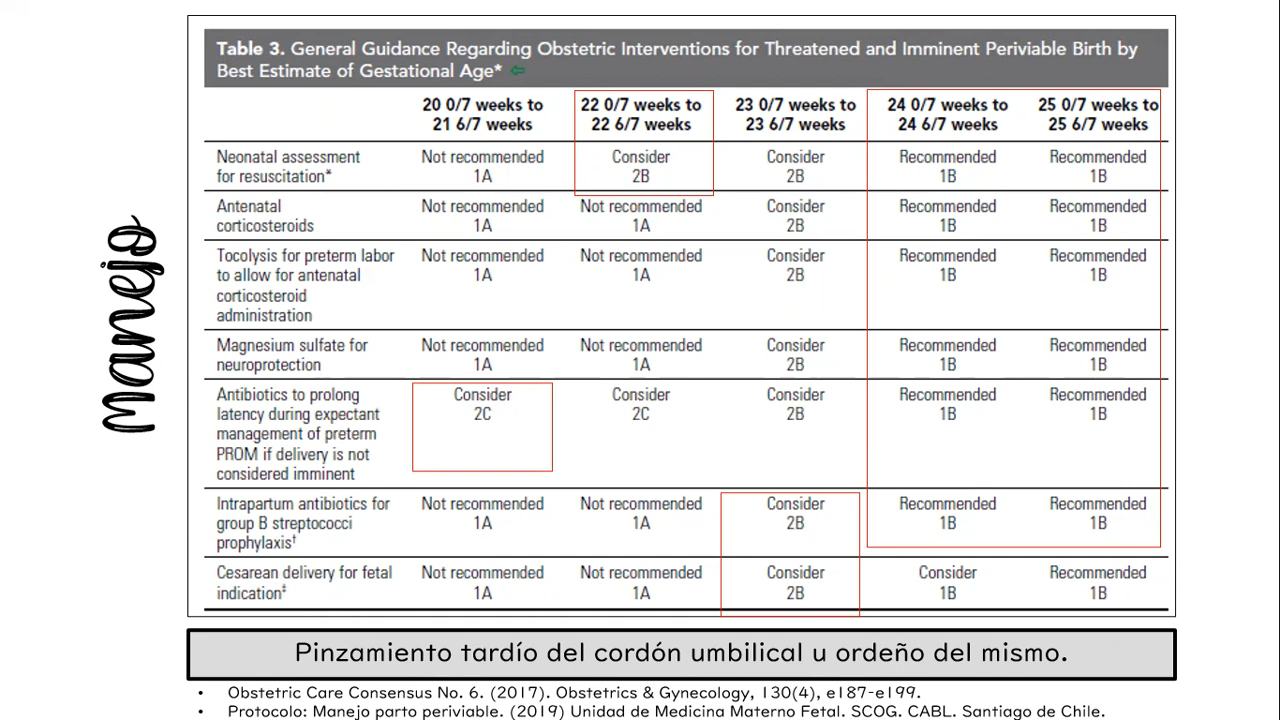 Manejo
Table 3. General Guidance Regarding Obstetric Interventions for Threatened and Imminent Periviable Birth by
Best Estimate of Gestational Age*
20 0/7 weeks to 22 0/7 weeks to 23 0/7 weeks to 24 0/7 weeks to 25 0/7 weeks to
21 6/7 weeks 22 6/7 weeks 23 6/7 weeks 24 6/7 weeks 25 6/7 weeks
Neonatal assessment Not recommended Consider Consider Recommended Recommended
for resuscitation* 1A 2B 2B 1B 1B
Antenatal Not recommended Not recommended Consider Recommended Recommended
corticosteroids 1A 1A 2B 1B 1B
Tocolysis for preterm labor Not recommended Not recommended Consider Recommended Recommended
to allow for antenatal 1A 1A 2B 1B 1B
corticosteroid
administration
Magnesium sulfate for Not recommended Not recommended Consider Recommended Recommended
neuroprotection 1A 1A 2B 1B 1B
Antibiotics to prolong Consider Consider Consider Recommended Recommended
latency during expectant 2C 2C 2B 1B 1B
management of preterm
PROM if delivery is not
considered imminent
Intrapartum antibiotics for Not recommended Not recommended Consider Recommended Recommended
group B streptococci 1A 1A 2B 1B 1B
prophylaxis†
Cesarean delivery for fetal Not recommended Not recommended Consider Consider Recommended
indication‡ 1A 1A 2B 1B 1B
Pinzamiento tardío del cordón umbilical u ordeño del mismo.
• Obstetric Care Consensus No. 6. (2017). Obstetrics & Gynecology, 130(4), e187-e199.
• Protocolo: Manejo parto periviable. (2019) Unidad de Medicina Materno Fetal. SCOG. CABL. Santiago de Chile.